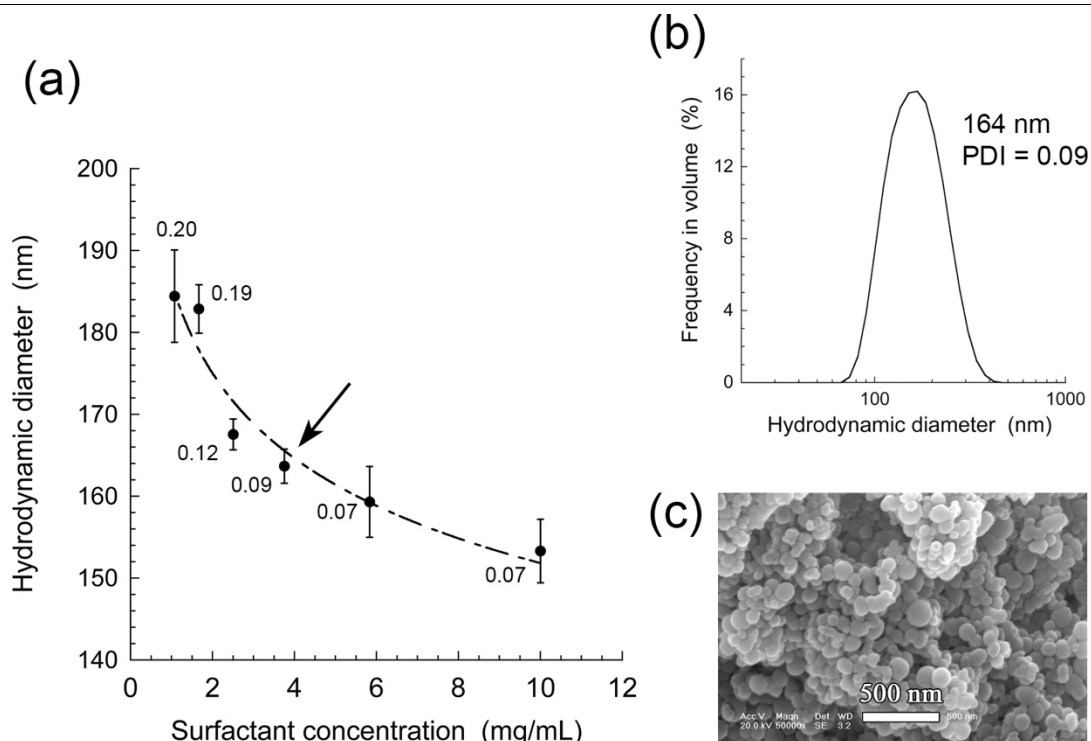 (a)
Hydrodynamic diameter (nm)
200
190
180
170
160
150
140
0.20
0.19
0.12
0.09
0.07
0.07
0 2 4 6 8 10 12
Surfactant concentration (mg/mL)
(b)
Frequency in volume (%)
16
12
8
4
0
164 nm
PDI = 0.09
100 1000
Hydrodynamic diameter (nm)
(c)
500 nm
Acc V Magn Det WD
20.0 kV 50000x SE 3.2 500 nm